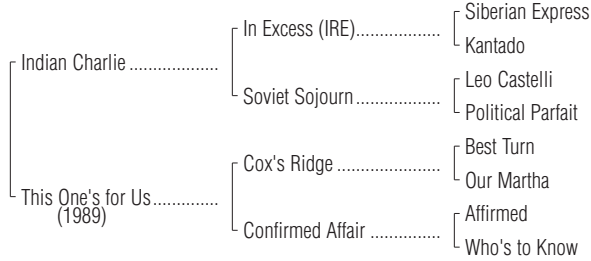 Siberian Express
In Excess (IRE)..................
Kantado
Indian Charlie ...................
Leo Castelli
Soviet Sojourn..................
Political Parfait
Best Turn
Cox's Ridge ......................
Our Martha
This One's for Us..............
(1989)
Affirmed
Confirmed Affair ...............
Who's to Know